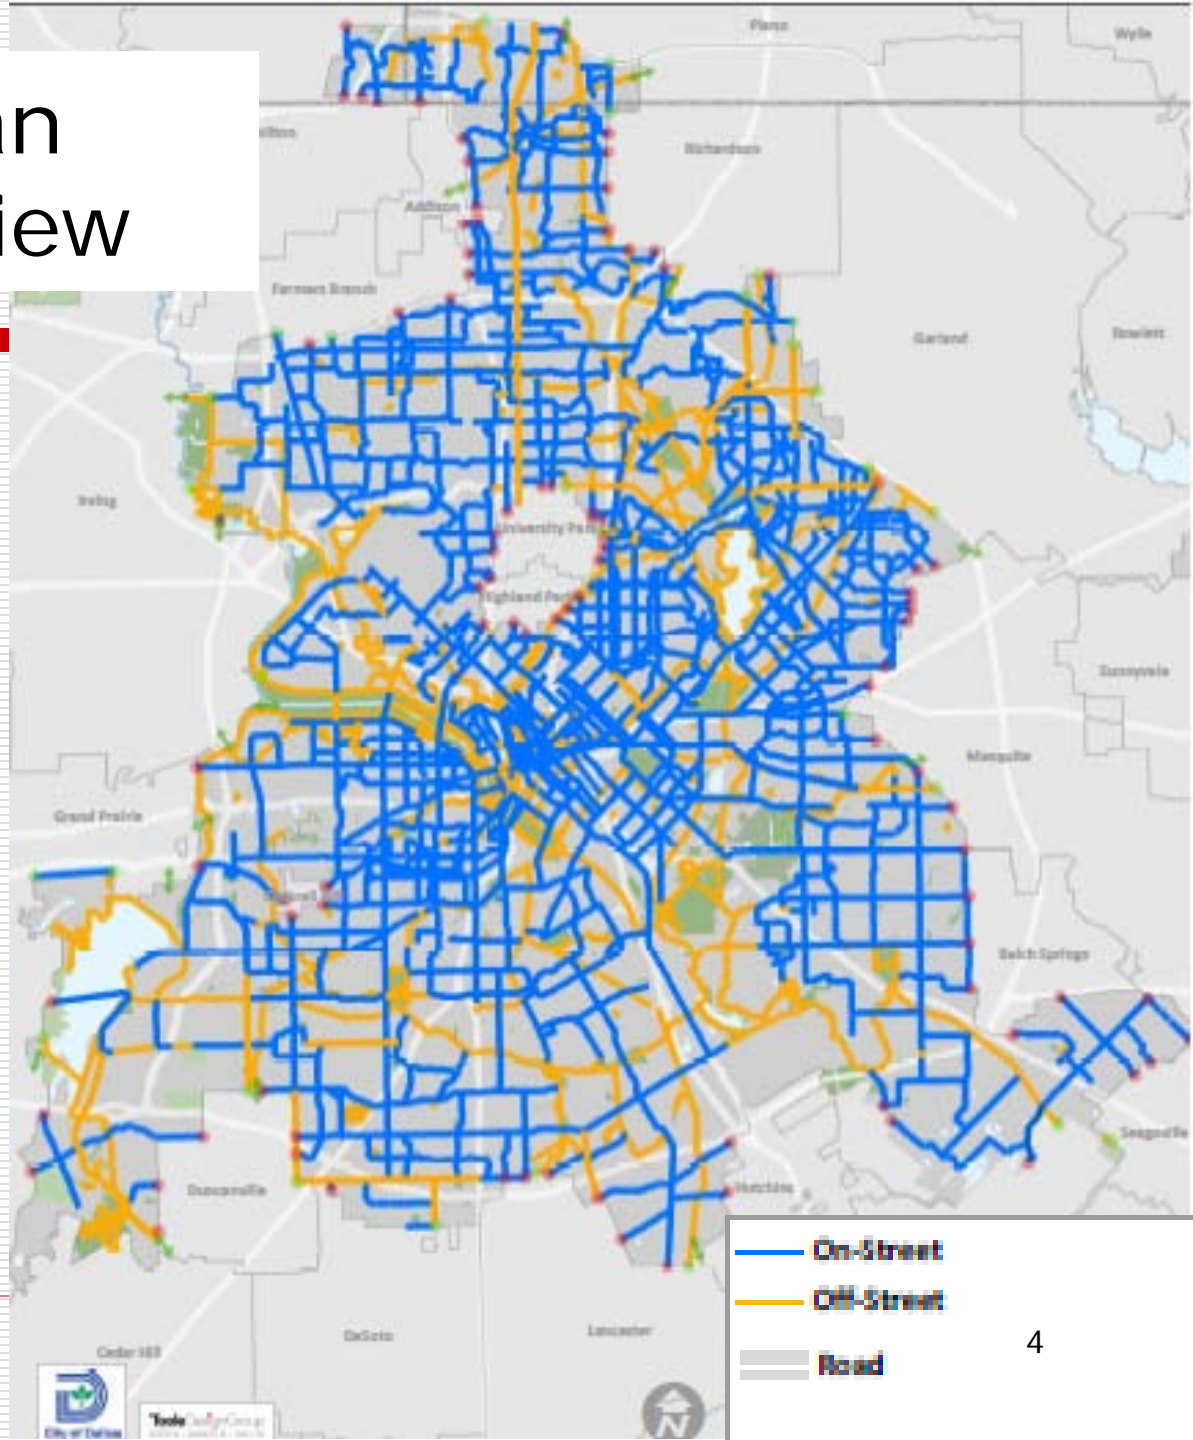 an
iew
Plano
Wylie
Richardson
Addison
Farmers Branch
Garland
Rowlett
Irving
University Park
Highland Park
Sunnyvale
Mesquite
Grand Prairie
Balch Springs
Seagoville
Duncanville
Hutchins
On-Street
Off-Street
Road
4
DeSoto
Lancaster
Cedar Hill
City of Dallas
TooleDesignGroup
N